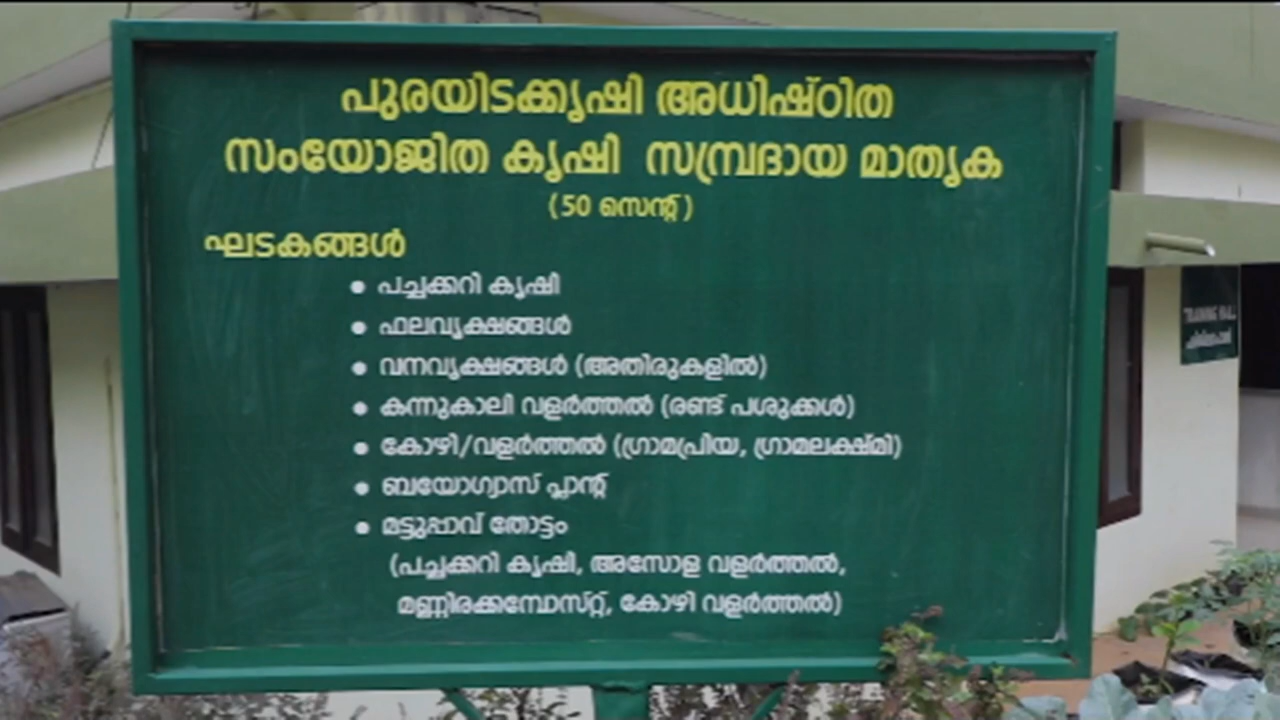 പുരയിടക്കൃഷി അധിഷ്ഠിത
സംയോജിത കൃഷി സമ്പ്രദായ മാതൃക
(50 സെന്റ്)
ഘടകങ്ങൾ
• പച്ചക്കറി കൃഷി
• ഫലവൃക്ഷങ്ങൾ
• വനവൃക്ഷങ്ങൾ (അതിരുകളിൽ)
• കന്നുകാലി വളർത്തൽ (രണ്ട് പശുക്കൾ)
• കോഴി/വളർത്തൽ (ഗ്രാമപ്രിയ, ഗ്രാമലക്ഷ്മി)
• ബയോഗ്യാസ് പ്ലാന്റ്
• മട്ടുപ്പാവ് തോട്ടം
(പച്ചക്കറി കൃഷി, അസോള വളർത്തൽ,
മണ്ണിരക്കമ്പോസ്റ്റ്, കോഴി വളർത്തൽ)
TRAINING HALL